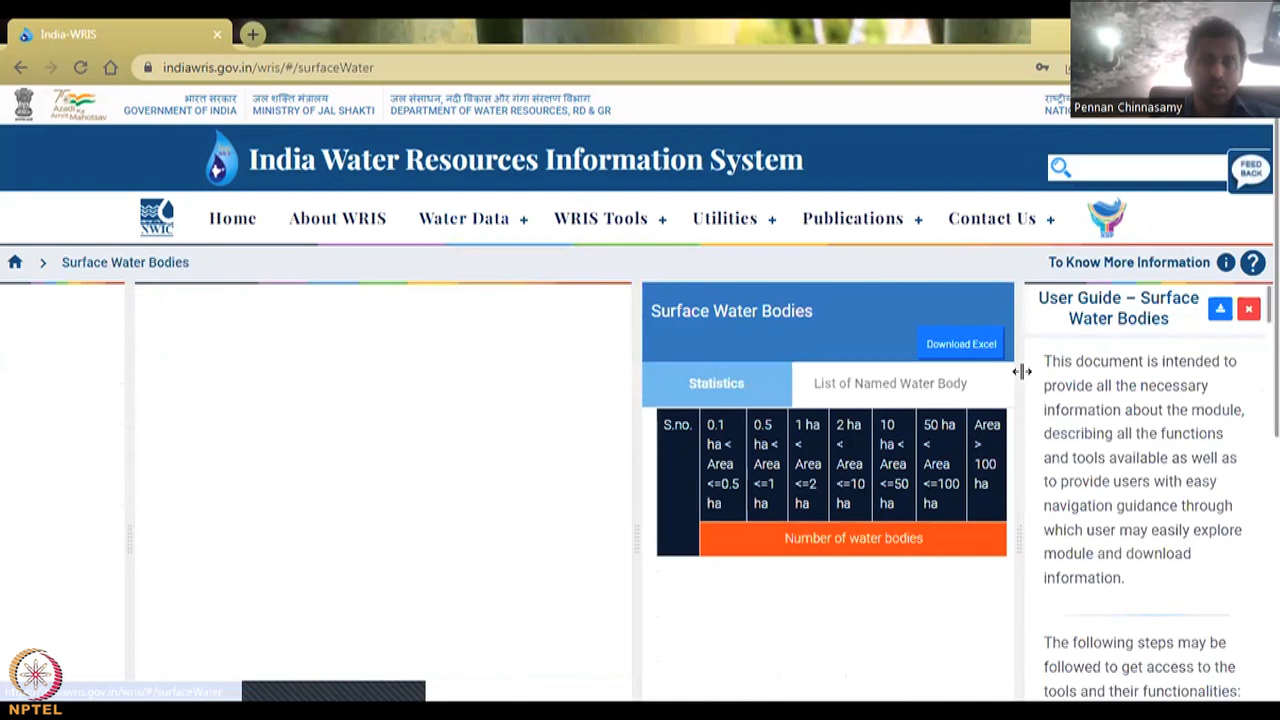 India-WRIS
indiawris.gov.in/wris/#/surfaceWater
Pennan Chinnasamy
Azadi Ka
Amrit Mahotsav
भारत सरकार
GOVERNMENT OF INDIA
जल शक्ति मंत्रालय
MINISTRY OF JAL SHAKTI
जल संसाधन, नदी विकास और गंगा संरक्षण विभाग
DEPARTMENT OF WATER RESOURCES, RD & GR
India Water Resources Information System
FEED
BACK
NWIC
Home
About WRIS
Water Data +
WRIS Tools +
Utilities +
Publications +
Contact Us +
NHP
Surface Water Bodies
To Know More Information
Surface Water Bodies
Download Excel
Statistics
List of Named Water Body
S.no.
0.1
ha <
Area
<=0.5
ha
0.5
ha <
Area
<=1
ha
1 ha
<
Area
<=2
ha
2 ha
<
Area
<=10
ha
10
ha <
Area
<=50
ha
50 ha
<
Area
<=100
ha
Area
>
100
ha
Number of water bodies
User Guide – Surface
Water Bodies
This document is intended to
provide all the necessary
information about the module,
describing all the functions
and tools available as well as
to provide users with easy
navigation guidance through
which user may easily explore
module and download
information.
The following steps may be
followed to get access to the
tools and their functionalities:
NPTEL